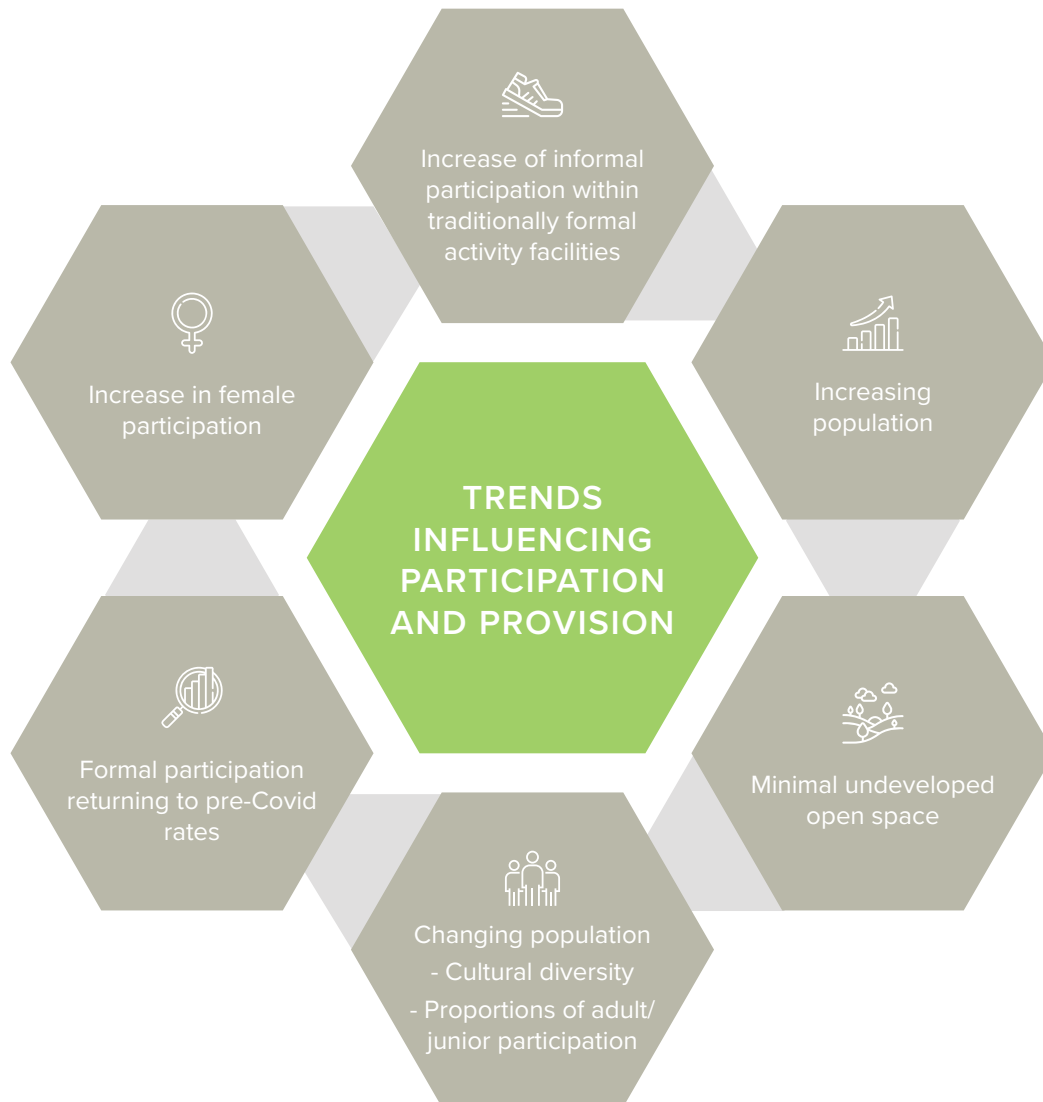 Increase of informal
participation within
traditionally formal
activity facilities
Increase in female
participation
Increasing
population
TRENDS
INFLUENCING
PARTICIPATION
AND PROVISION
Formal participation
returning to pre-Covid
rates
Minimal undeveloped
open space
Changing population
- Cultural diversity
- Proportions of adult/
junior participation